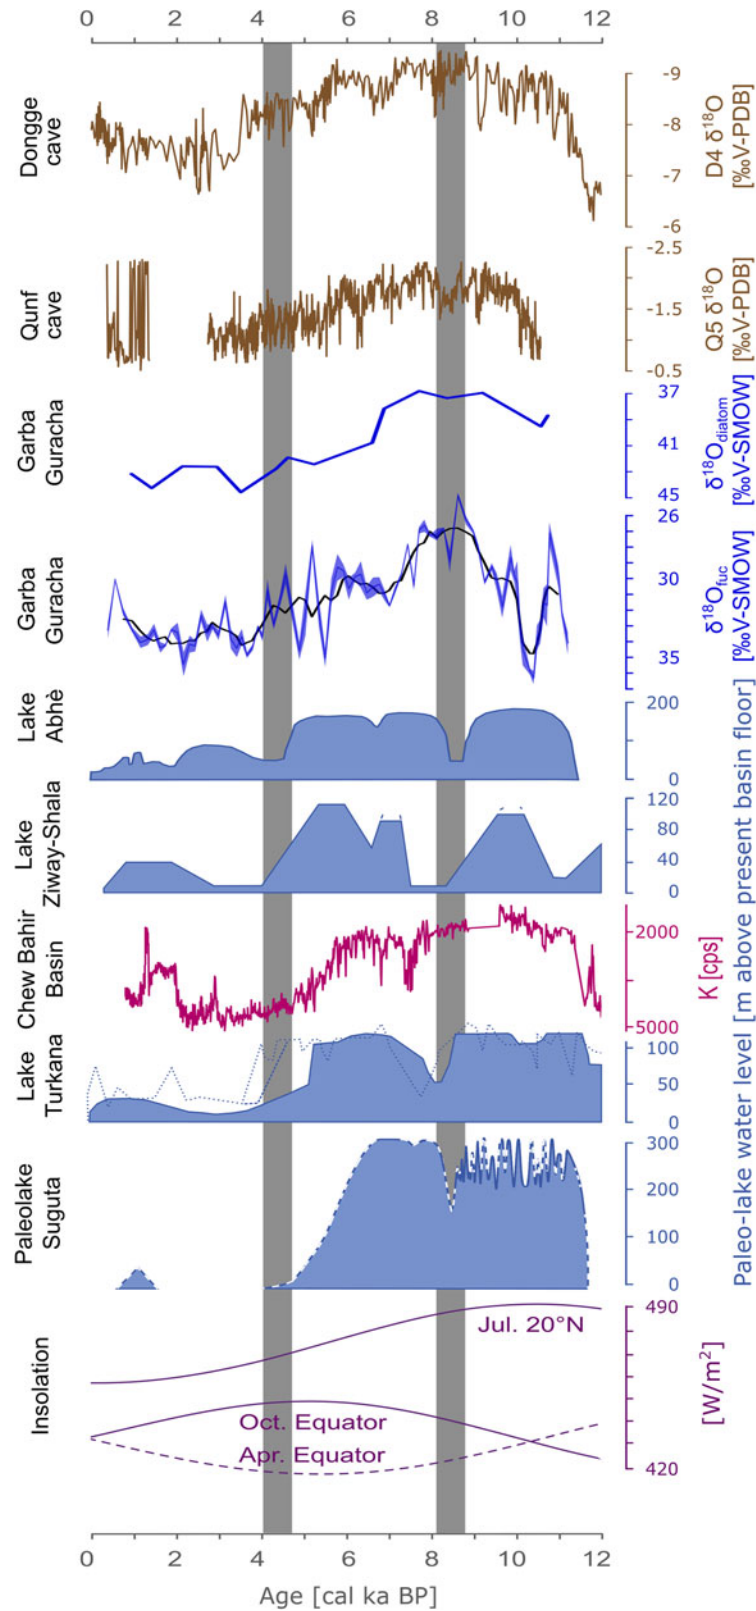 0 2 4 6 8 10 12
Dongge
cave
-9
-8
-7
-6
D4 δ¹⁸O
[‰V-PDB]
Qunf
cave
-2.5
-1.5
-0.5
Q5 δ¹⁸O
[‰V-PDB]
Garba
Guracha
37
41
45
δ¹⁸Odiatom
[‰V-SMOW]
Garba
Guracha
26
30
35
δ¹⁸Ofuc
[‰V-SMOW]
Lake
Abhè
200
0
Lake
Ziway-Shala
120
80
40
0
Chew Bahir
Basin
2000
5000
K [cps]
Lake
Turkana
100
50
0
Paleolake
Suguta
300
200
100
0
Paleo-lake water level [m above present basin floor]
Insolation
Jul. 20°N
Oct. Equator
Apr. Equator
490
420
[W/m²]
0 2 4 6 8 10 12
Age [cal ka BP]